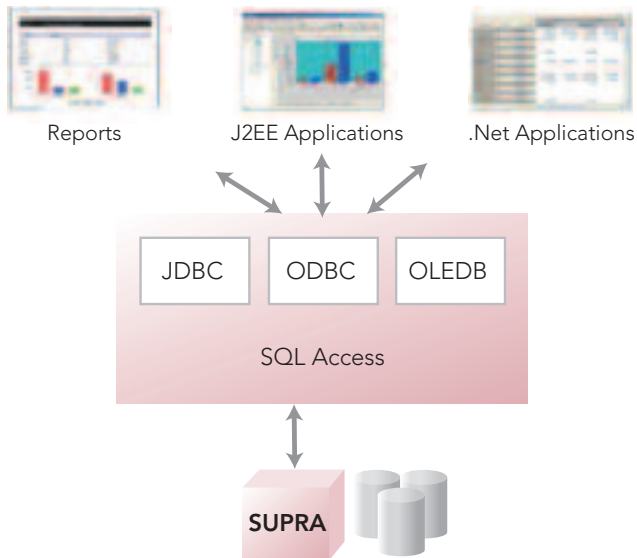 Reports
J2EE Applications
.Net Applications
JDBC
ODBC
OLEDB
SQL Access
SUPRA